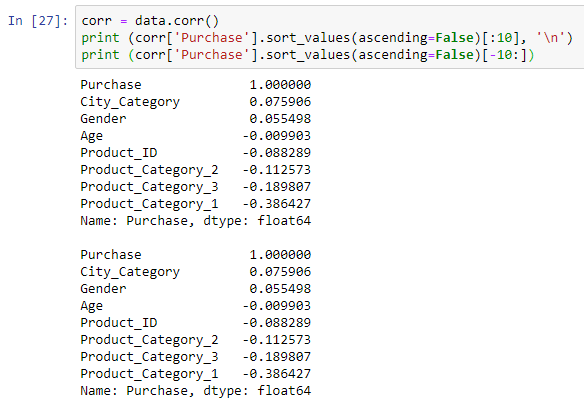 In [27]: corr = data.corr()
print (corr['Purchase'].sort_values(ascending=False)[:10], '\n')
print (corr['Purchase'].sort_values(ascending=False)[-10:])
Purchase 1.000000
City_Category 0.075906
Gender 0.055498
Age -0.009903
Product_ID -0.088289
Product_Category_2 -0.112573
Product_Category_3 -0.189807
Product_Category_1 -0.386427
Name: Purchase, dtype: float64
Purchase 1.000000
City_Category 0.075906
Gender 0.055498
Age -0.009903
Product_ID -0.088289
Product_Category_2 -0.112573
Product_Category_3 -0.189807
Product_Category_1 -0.386427
Name: Purchase, dtype: float64